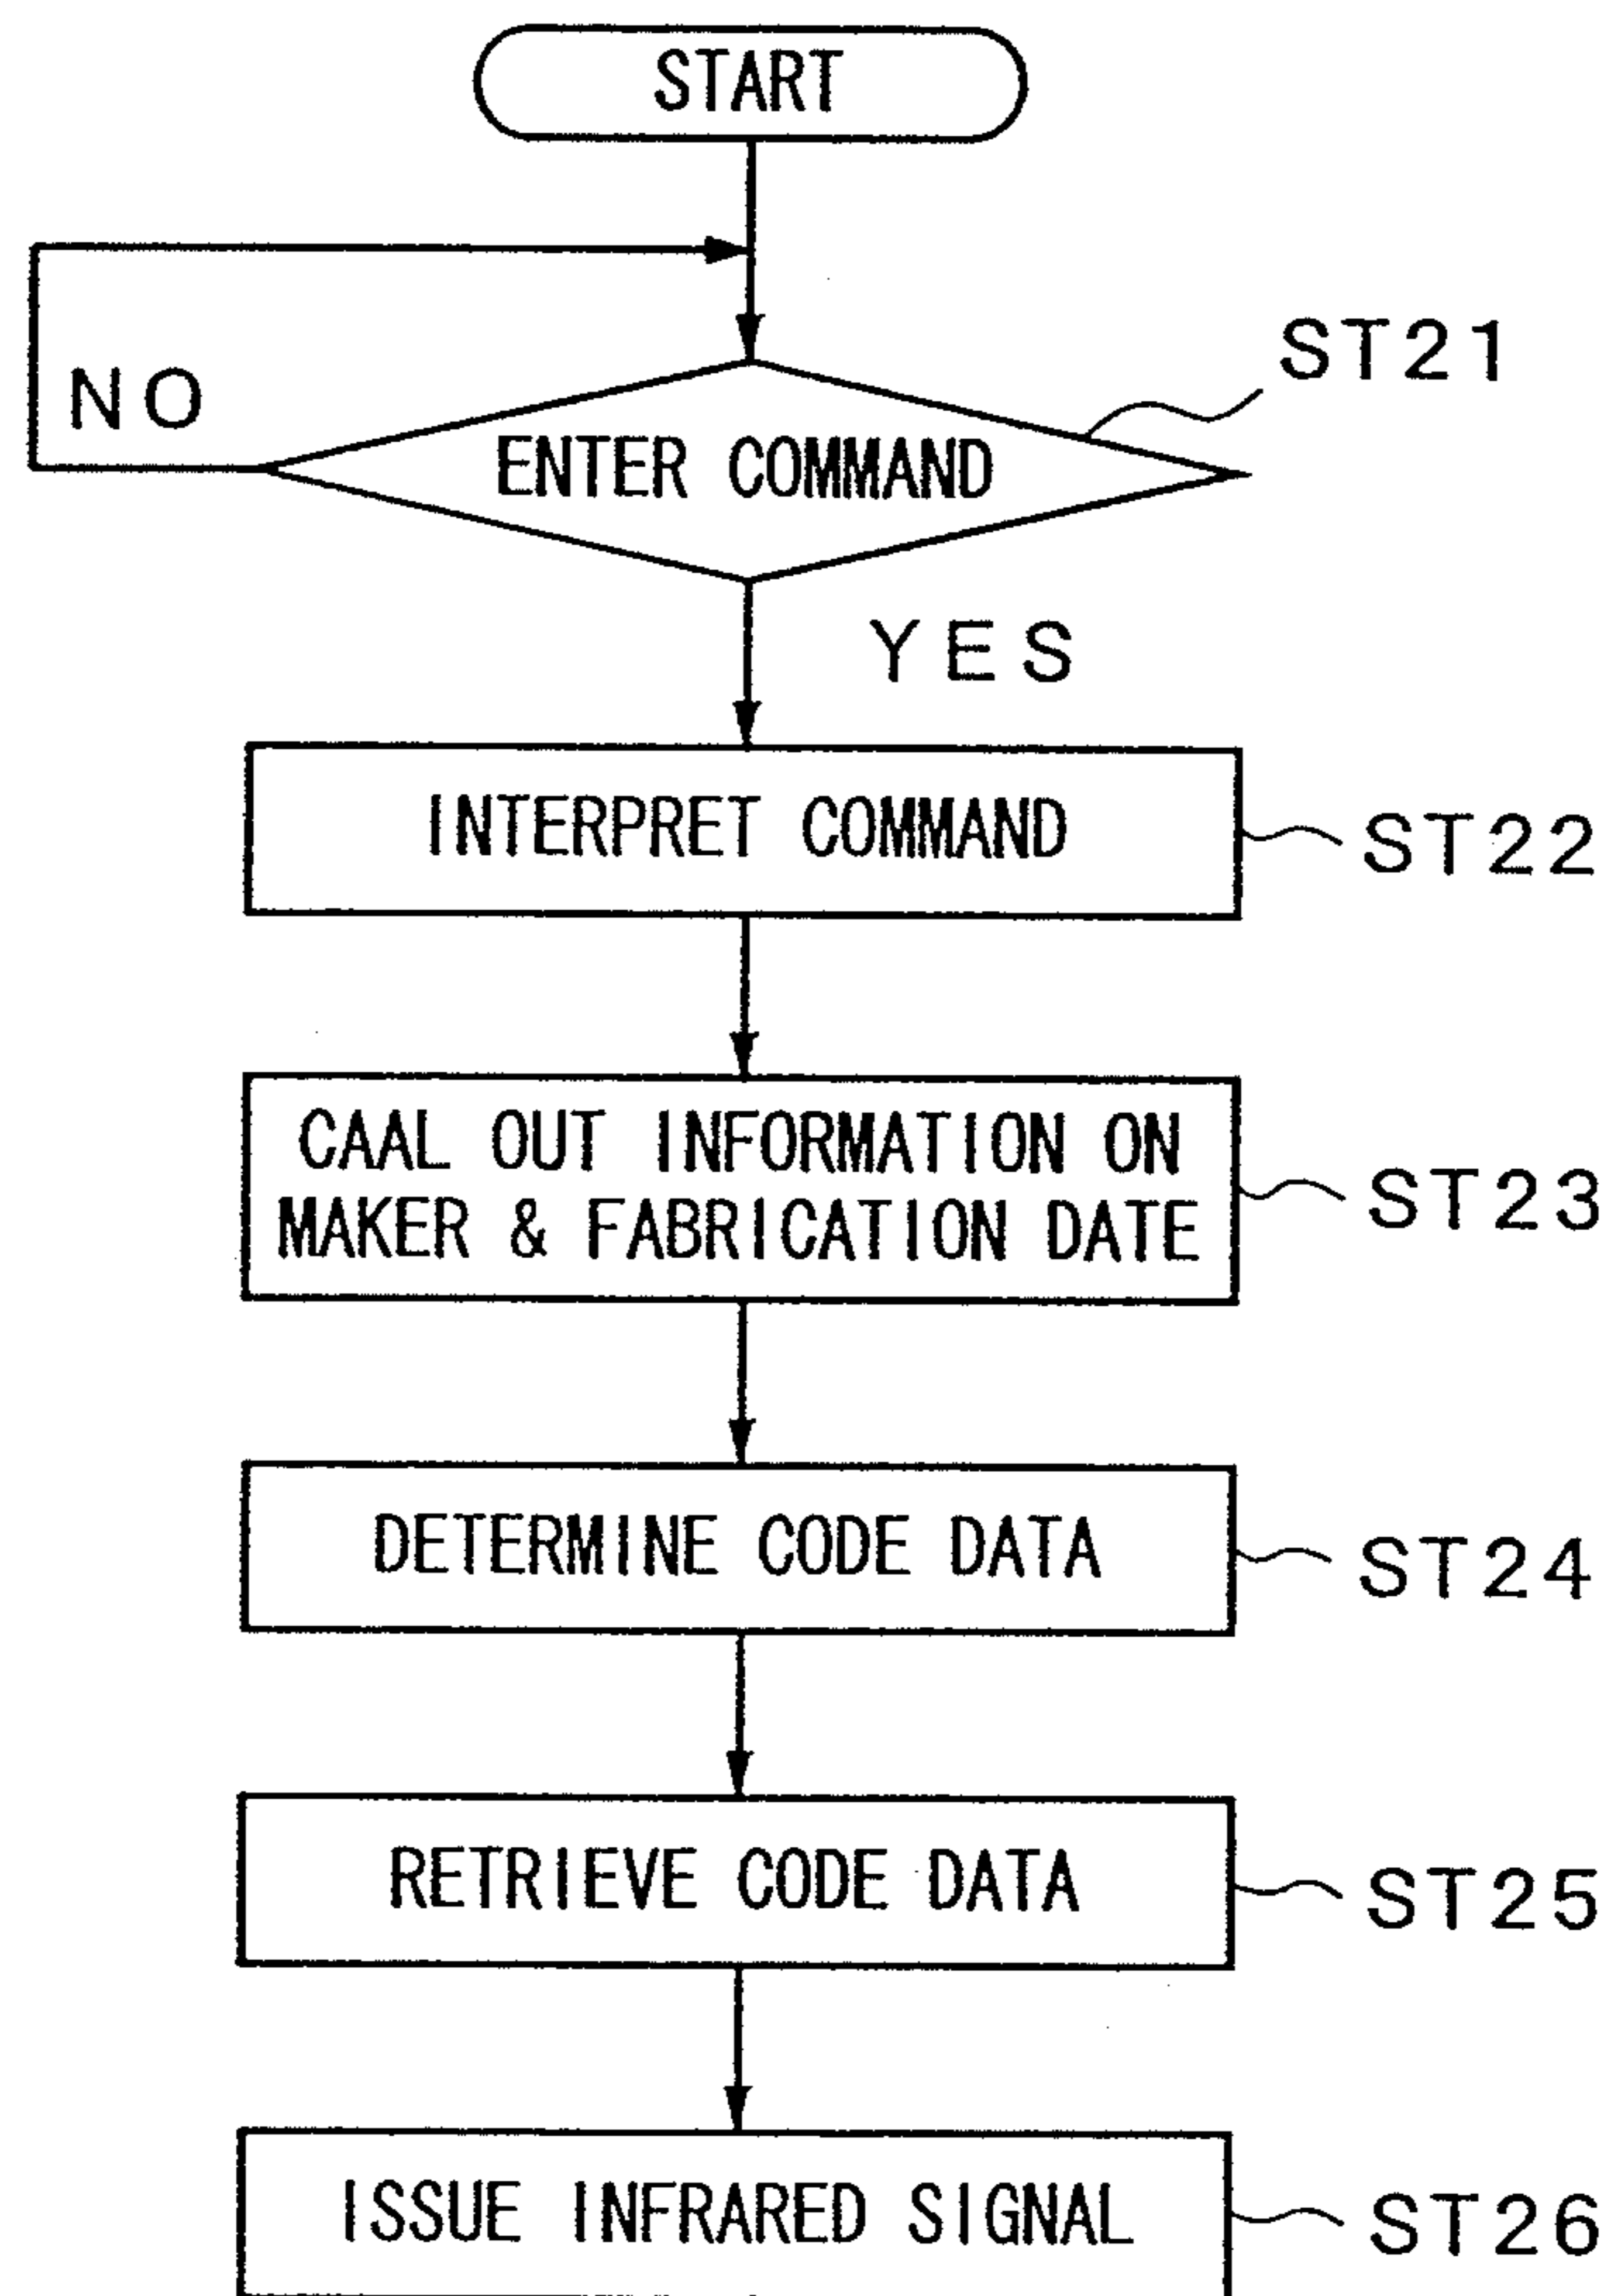 START
NO
ST21
ENTER COMMAND
YES
INTERPRET COMMAND
ST22
CAAL OUT INFORMATION ON
MAKER & FABRICATION DATE
ST23
DETERMINE CODE DATA
ST24
RETRIEVE CODE DATA
ST25
ISSUE INFRARED SIGNAL
ST26